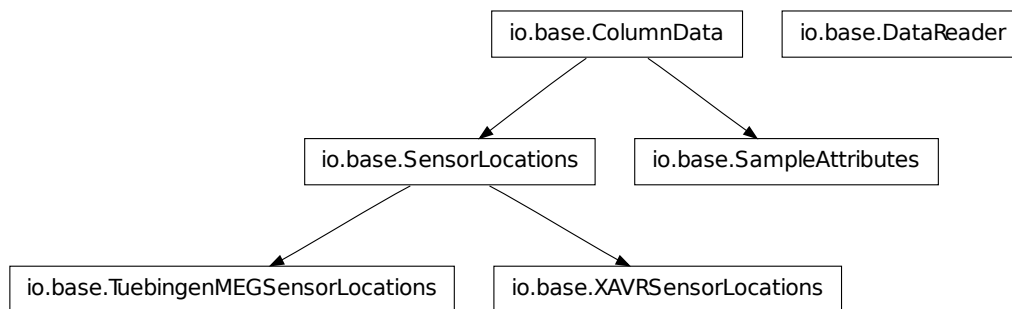 io.base.ColumnData
io.base.DataReader
io.base.SensorLocations
io.base.SampleAttributes
io.base.TuebingenMEGSensorLocations
io.base.XAVRSensorLocations